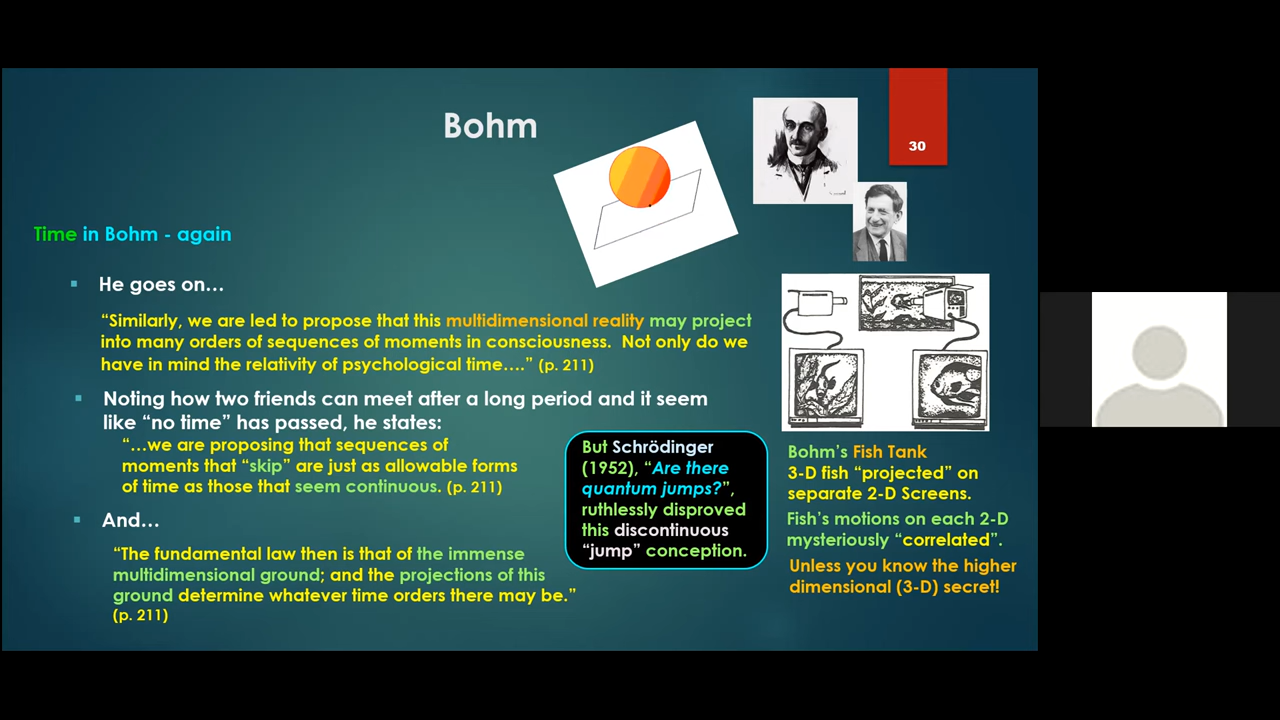 Bohm
30
Time in Bohm - again
He goes on…
“Similarly, we are led to propose that this multidimensional reality may project
into many orders of sequences of moments in consciousness. Not only do we
have in mind the relativity of psychological time….” (p. 211)
Noting how two friends can meet after a long period and it seem
like “no time” has passed, he states:
“…we are proposing that sequences of
moments that “skip” are just as allowable forms
of time as those that seem continuous. (p. 211)
And…
“The fundamental law then is that of the immense
multidimensional ground; and the projections of this
ground determine whatever time orders there may be.”
(p. 211)
But Schrödinger
(1952), “Are there
quantum jumps?”,
ruthlessly disproved
this discontinuous
“jump” conception.
Bohm’s Fish Tank
3-D fish “projected” on
separate 2-D Screens.
Fish’s motions on each 2-D
mysteriously “correlated”.
Unless you know the higher
dimensional (3-D) secret!